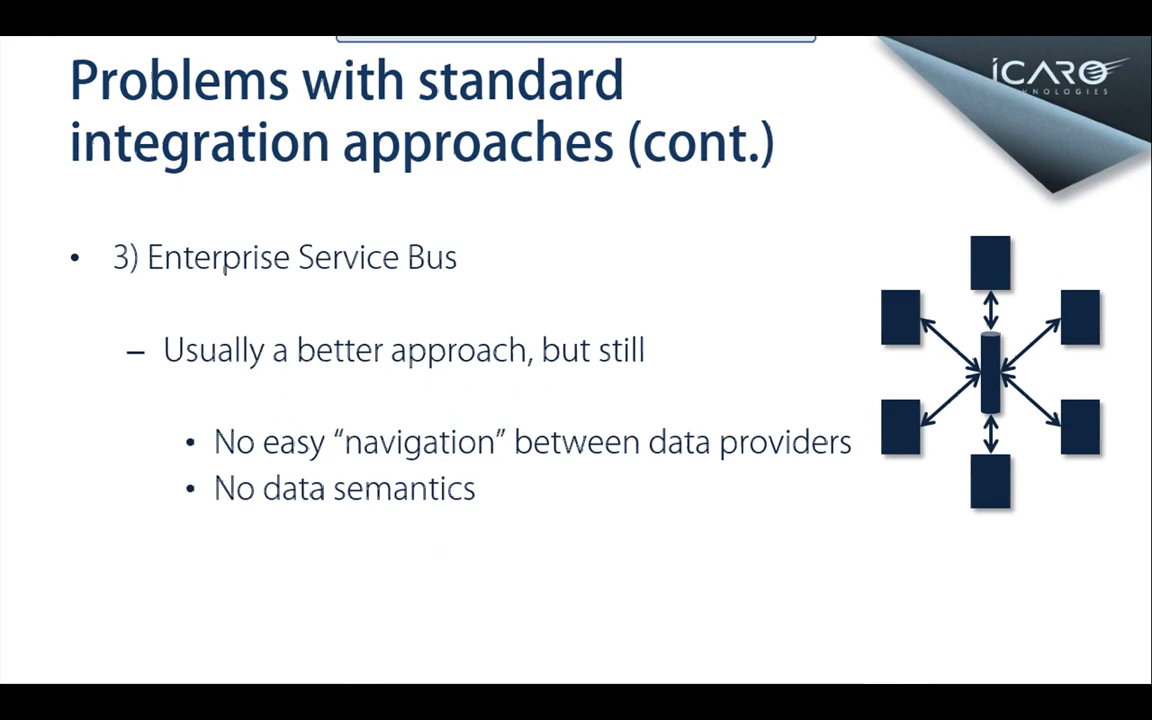 Problems with standard
integration approaches (cont.)
ICARO
• 3) Enterprise Service Bus
– Usually a better approach, but still
• No easy “navigation” between data providers
• No data semantics